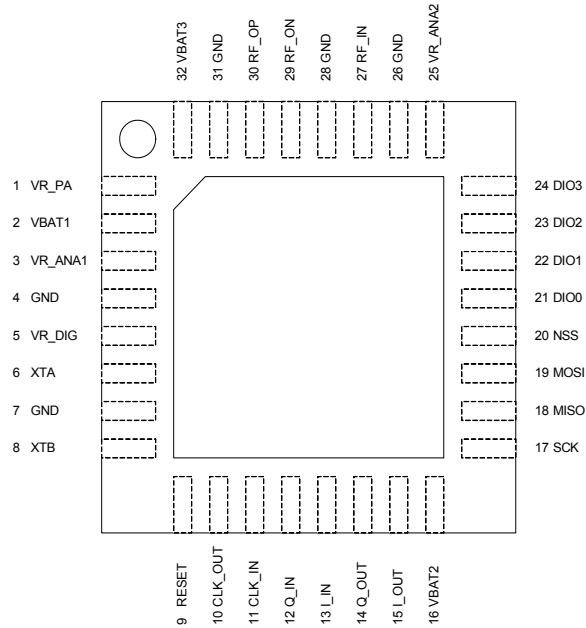 32 VBAT3
31 GND
30 RF_OP
29 RF_ON
28 GND
27 RF_IN
26 GND
25 VR_ANA2
1 VR_PA
2 VBAT1
3 VR_ANA1
4 GND
5 VR_DIG
6 XTA
7 GND
8 XTB
24 DIO3
23 DIO2
22 DIO1
21 DIO0
20 NSS
19 MOSI
18 MISO
17 SCK
9 RESET
10 CLK_OUT
11 CLK_IN
12 Q_IN
13 I_IN
14 Q_OUT
15 I_OUT
16 VBAT2